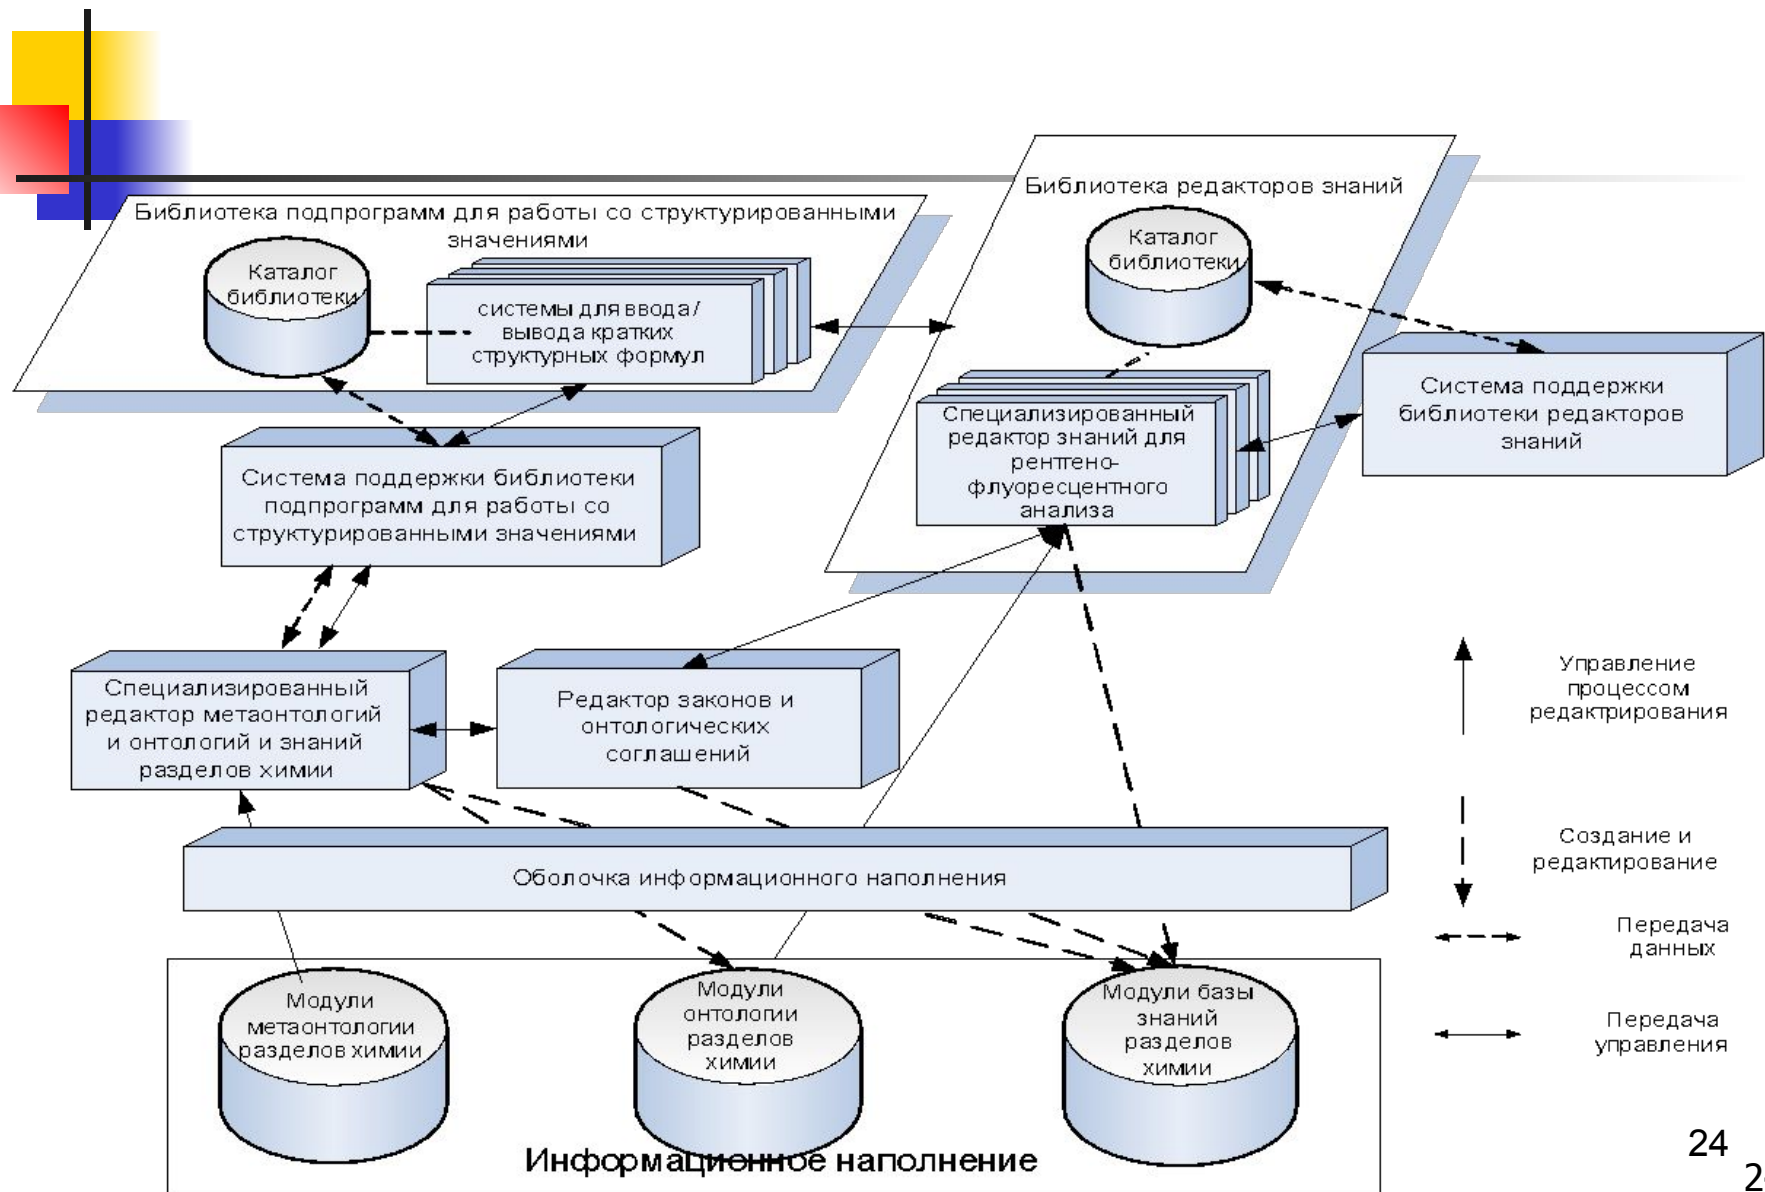 Библиотека подпрограмм для работы со структурированными
значениями
Каталог
библиотеки
системы для ввода /
вывода кратких
структурных формул
Библиотека редакторов знаний
Каталог
библиотеки
Специализированный
редактор знаний для
рентгено-
флуоресцентного
анализа
Система поддержки
библиотеки редакторов
знаний
Система поддержки библиотеки
подпрограмм для работы со
структурированными значениями
Специализированный
редактор метаонтологий
и онтологий и знаний
разделов химии
Редактор законов и
онтологических
соглашений
Оболочка информационного наполнения
Модули
метаонтологии
разделов химии
Модули
онтологии
разделов
химии
Модули базы
знаний
разделов
химии
Информационное наполнение
Управление
процессом
редактрирования
Создание и
редактирование
Передача
данных
Передача
управления
24